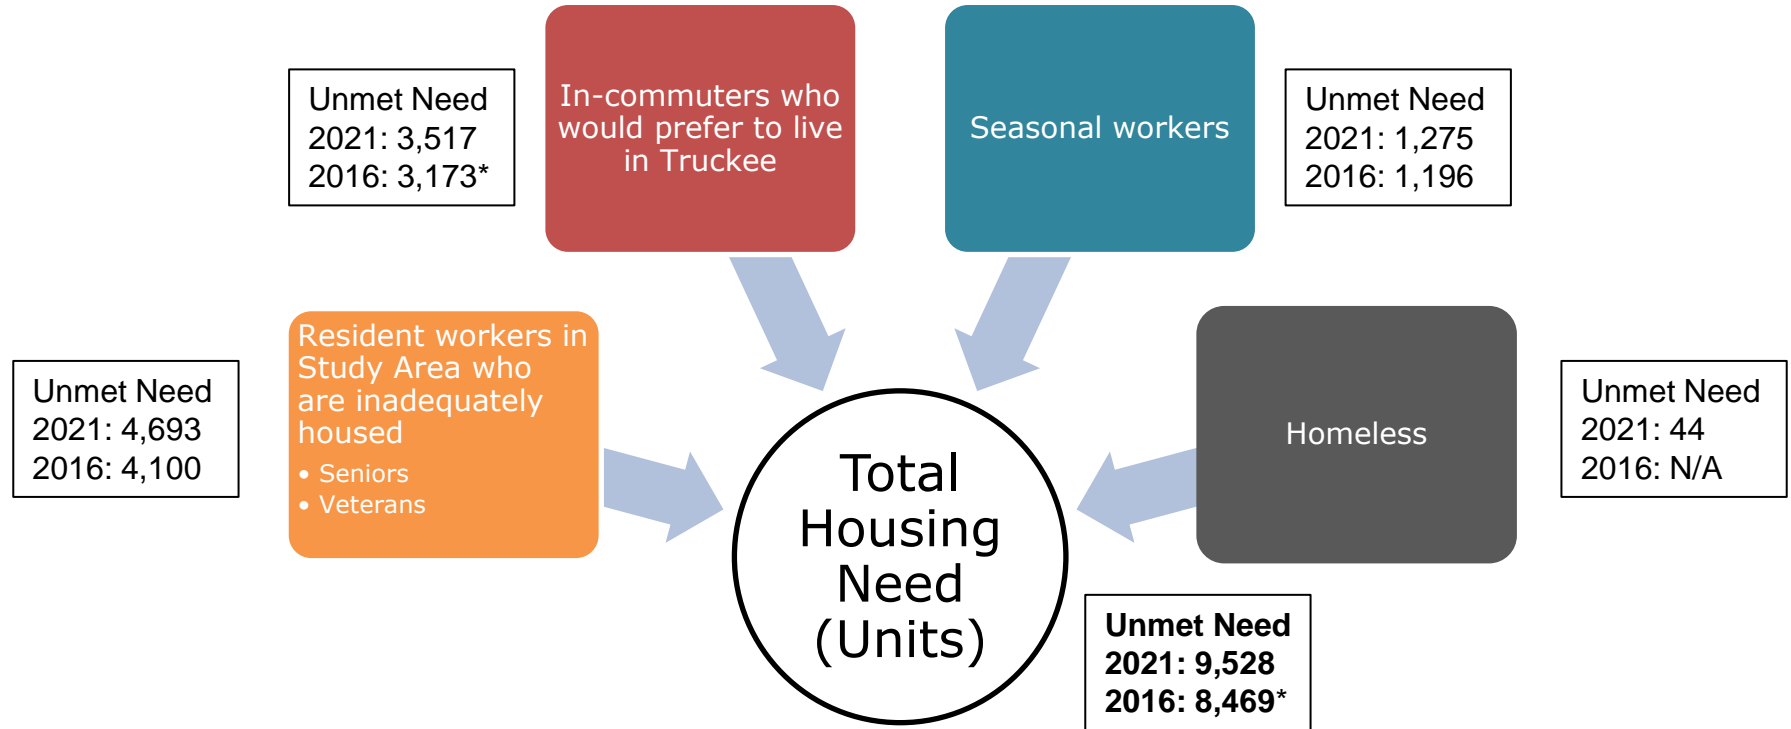 Unmet Need
2021: 3,517
2016: 3,173*
In-commuters who
would prefer to live
in Truckee
Seasonal workers
Unmet Need
2021: 1,275
2016: 1,196
Unmet Need
2021: 4,693
2016: 4,100
Resident workers in
Study Area who
are inadequately
housed
• Seniors
• Veterans
Total
Housing
Need
(Units)
Homeless
Unmet Need
2021: 44
2016: N/A
Unmet Need
2021: 9,528
2016: 8,469*